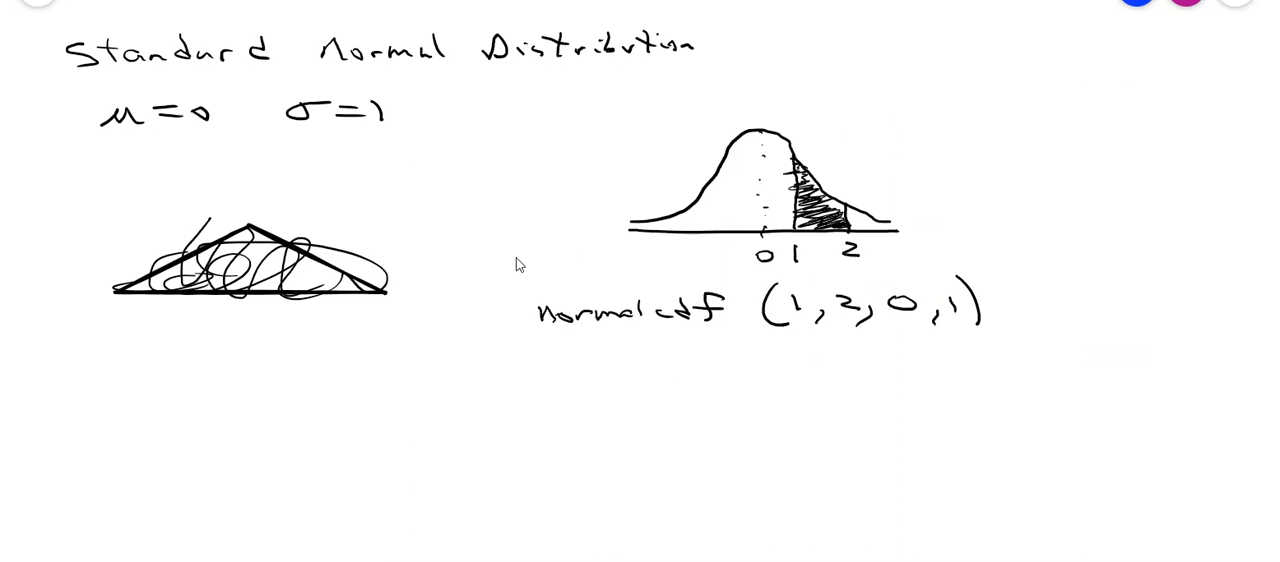 Standard Normal Distribution
μ=0 σ=1
0 1 2
normalcdf (1, 2, 0, 1)